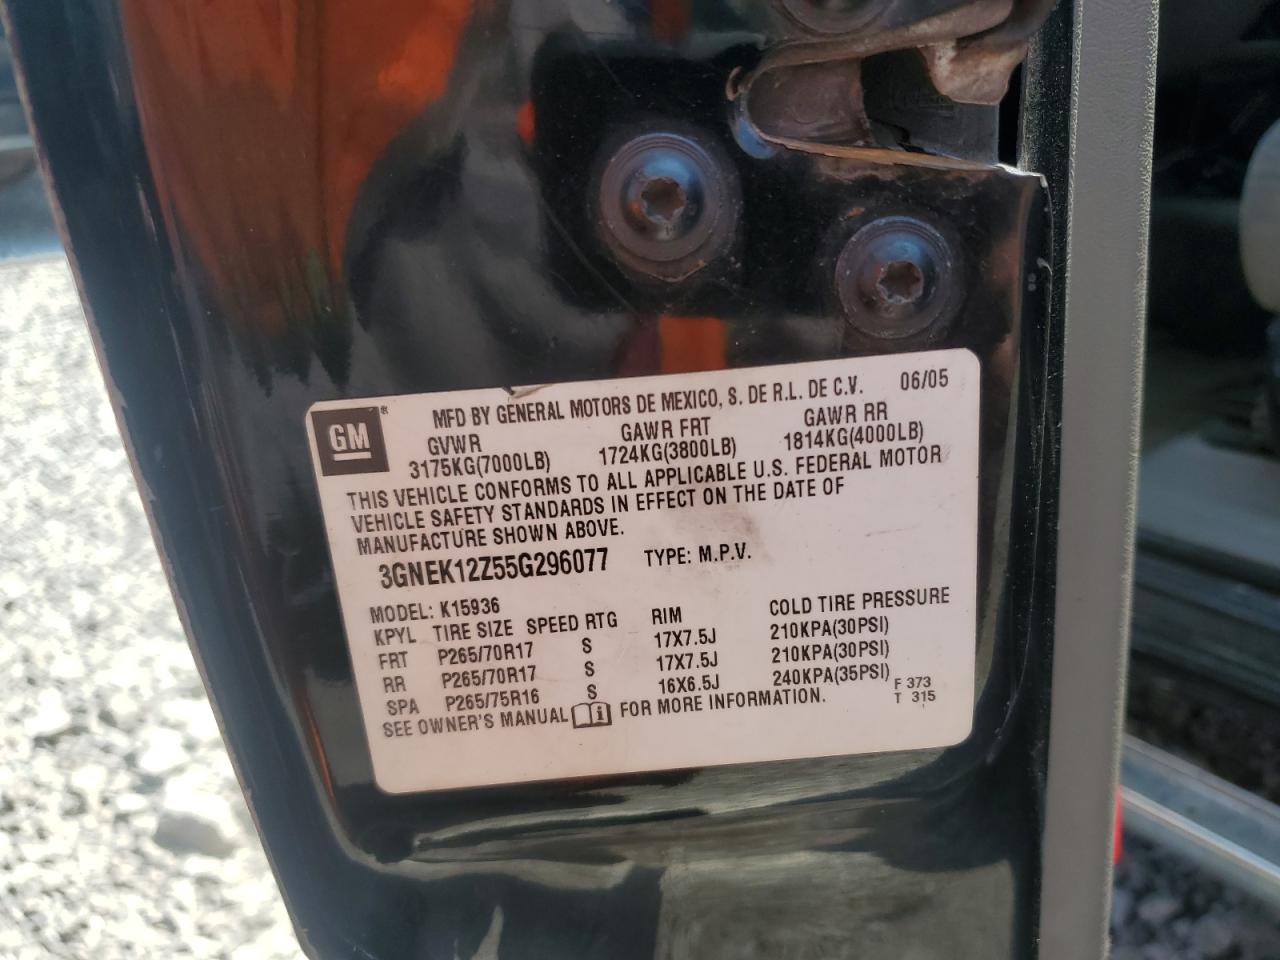 GM ® MFD BY GENERAL MOTORS DE MEXICO, S. DE R.L. DE C.V. 06/05
GVWR GAWR FRT GAWR RR
3175KG(7000LB) 1724KG(3800LB) 1814KG(4000LB)
THIS VEHICLE CONFORMS TO ALL APPLICABLE U.S. FEDERAL MOTOR
VEHICLE SAFETY STANDARDS IN EFFECT ON THE DATE OF
MANUFACTURE SHOWN ABOVE.
3GNEK12Z55G296077 TYPE: M.P.V.
MODEL: K15936
KPYL TIRE SIZE SPEED RTG RIM COLD TIRE PRESSURE
FRT P265/70R17 S 17X7.5J 210KPA(30PSI)
RR P265/70R17 S 17X7.5J 210KPA(30PSI)
SPA P265/75R16 S 16X6.5J 240KPA(35PSI) F 373
SEE OWNER'S MANUAL FOR MORE INFORMATION. T 315